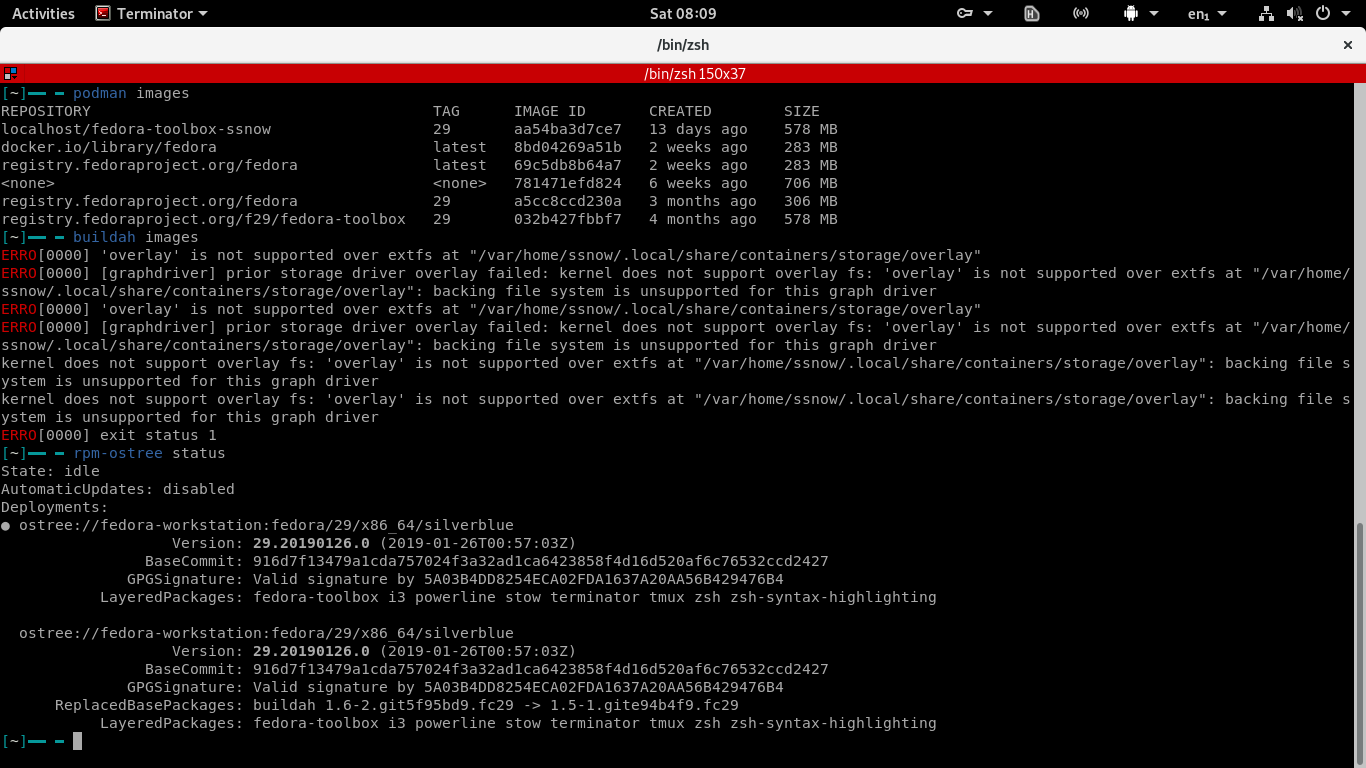 Activities Terminator Sat 08:09 en₁
/bin/zsh ×
/bin/zsh 150x37
[~]━━ ━ podman images
REPOSITORY TAG IMAGE ID CREATED SIZE
localhost/fedora-toolbox-ssnow 29 aa54ba3d7ce7 13 days ago 578 MB
docker.io/library/fedora latest 8bd04269a51b 2 weeks ago 283 MB
registry.fedoraproject.org/fedora latest 69c5db8b64a7 2 weeks ago 283 MB
<none> <none> 781471efd824 6 weeks ago 706 MB
registry.fedoraproject.org/fedora 29 a5cc8ccd230a 3 months ago 306 MB
registry.fedoraproject.org/f29/fedora-toolbox 29 032b427fbbf7 4 months ago 578 MB
[~]━━ ━ buildah images
ERRO[0000] 'overlay' is not supported over extfs at "/var/home/ssnow/.local/share/containers/storage/overlay"
ERRO[0000] [graphdriver] prior storage driver overlay failed: kernel does not support overlay fs: 'overlay' is not supported over extfs at "/var/home/
ssnow/.local/share/containers/storage/overlay": backing file system is unsupported for this graph driver
ERRO[0000] 'overlay' is not supported over extfs at "/var/home/ssnow/.local/share/containers/storage/overlay"
ERRO[0000] [graphdriver] prior storage driver overlay failed: kernel does not support overlay fs: 'overlay' is not supported over extfs at "/var/home/
ssnow/.local/share/containers/storage/overlay": backing file system is unsupported for this graph driver
kernel does not support overlay fs: 'overlay' is not supported over extfs at "/var/home/ssnow/.local/share/containers/storage/overlay": backing file s
ystem is unsupported for this graph driver
kernel does not support overlay fs: 'overlay' is not supported over extfs at "/var/home/ssnow/.local/share/containers/storage/overlay": backing file s
ystem is unsupported for this graph driver
ERRO[0000] exit status 1
[~]━━ ━ rpm-ostree status
State: idle
AutomaticUpdates: disabled
Deployments:
● ostree://fedora-workstation:fedora/29/x86_64/silverblue
Version: 29.20190126.0 (2019-01-26T00:57:03Z)
BaseCommit: 916d7f13479a1cda757024f3a32ad1ca6423858f4d16d520af6c76532ccd2427
GPGSignature: Valid signature by 5A03B4DD8254ECA02FDA1637A20AA56B429476B4
LayeredPackages: fedora-toolbox i3 powerline stow terminator tmux zsh zsh-syntax-highlighting
ostree://fedora-workstation:fedora/29/x86_64/silverblue
Version: 29.20190126.0 (2019-01-26T00:57:03Z)
BaseCommit: 916d7f13479a1cda757024f3a32ad1ca6423858f4d16d520af6c76532ccd2427
GPGSignature: Valid signature by 5A03B4DD8254ECA02FDA1637A20AA56B429476B4
ReplacedBasePackages: buildah 1.6-2.git5f95bd9.fc29 -> 1.5-1.gite94b4f9.fc29
LayeredPackages: fedora-toolbox i3 powerline stow terminator tmux zsh zsh-syntax-highlighting
[~]━━ ━